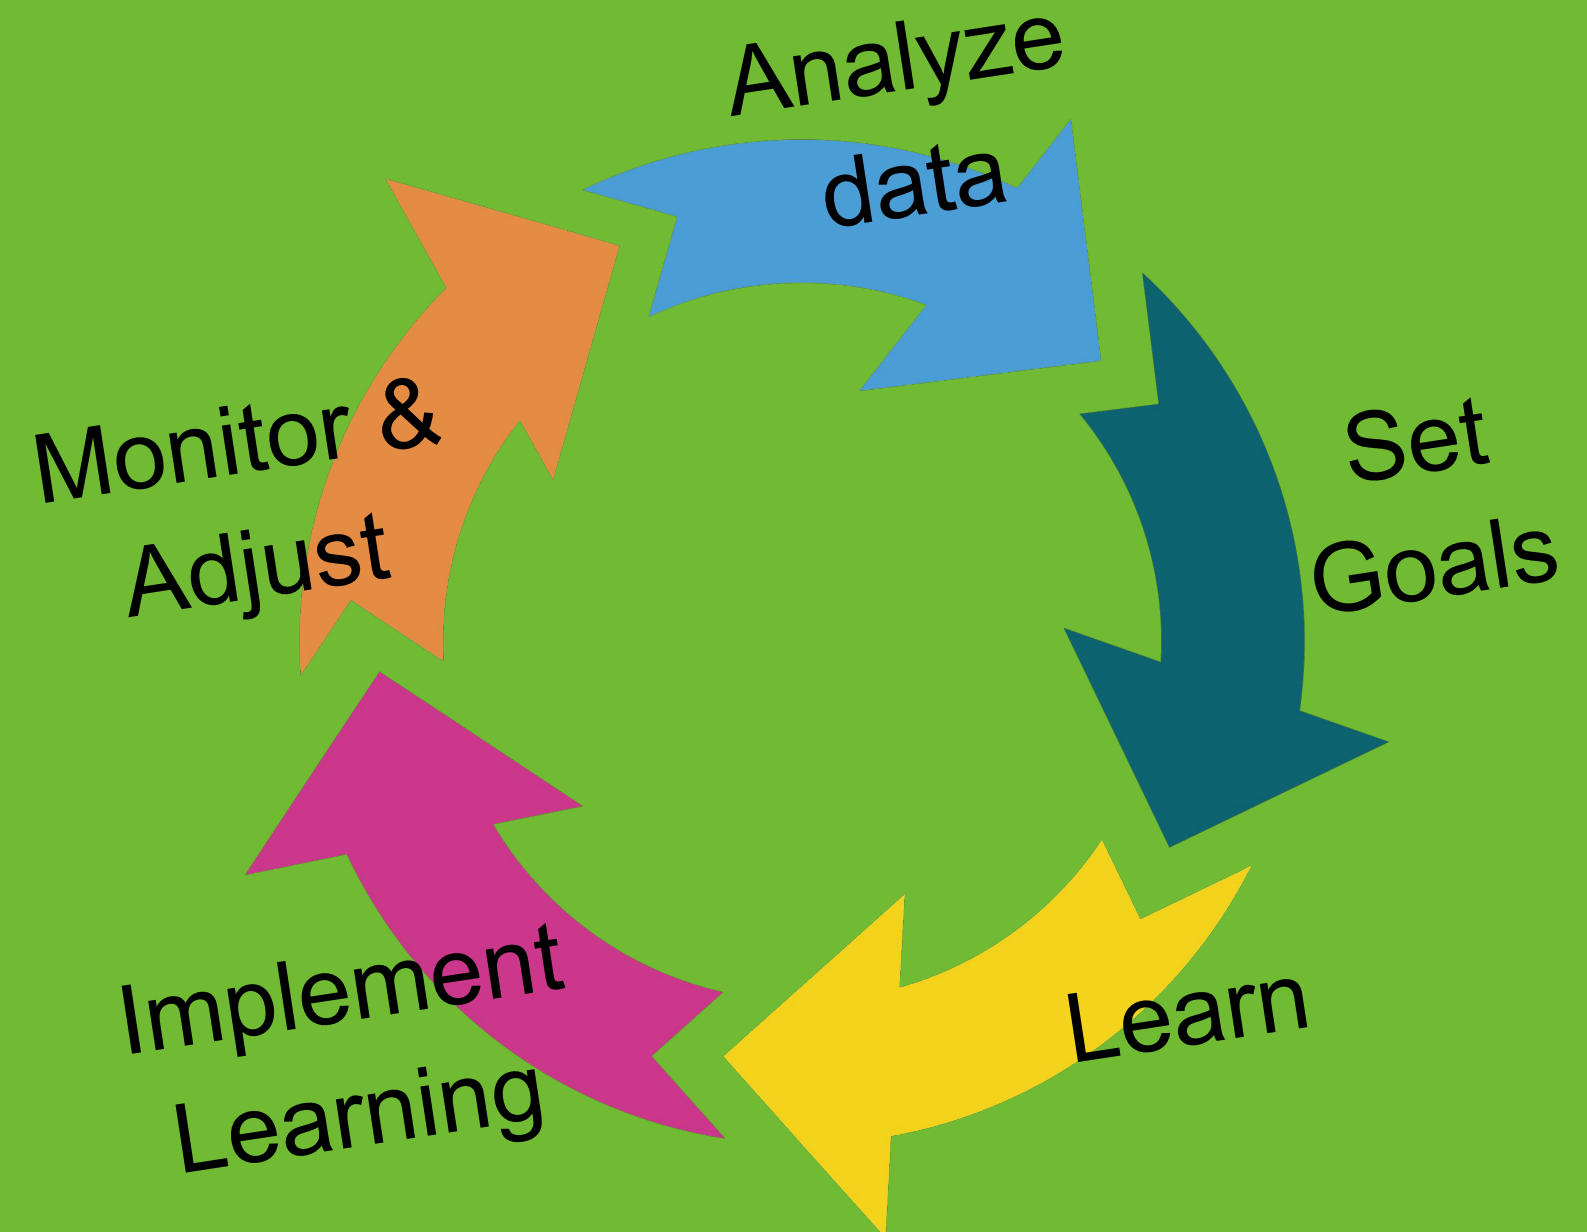 Analyze
data
Set
Goals
Learn
Implement
Learning
Monitor &
Adjust